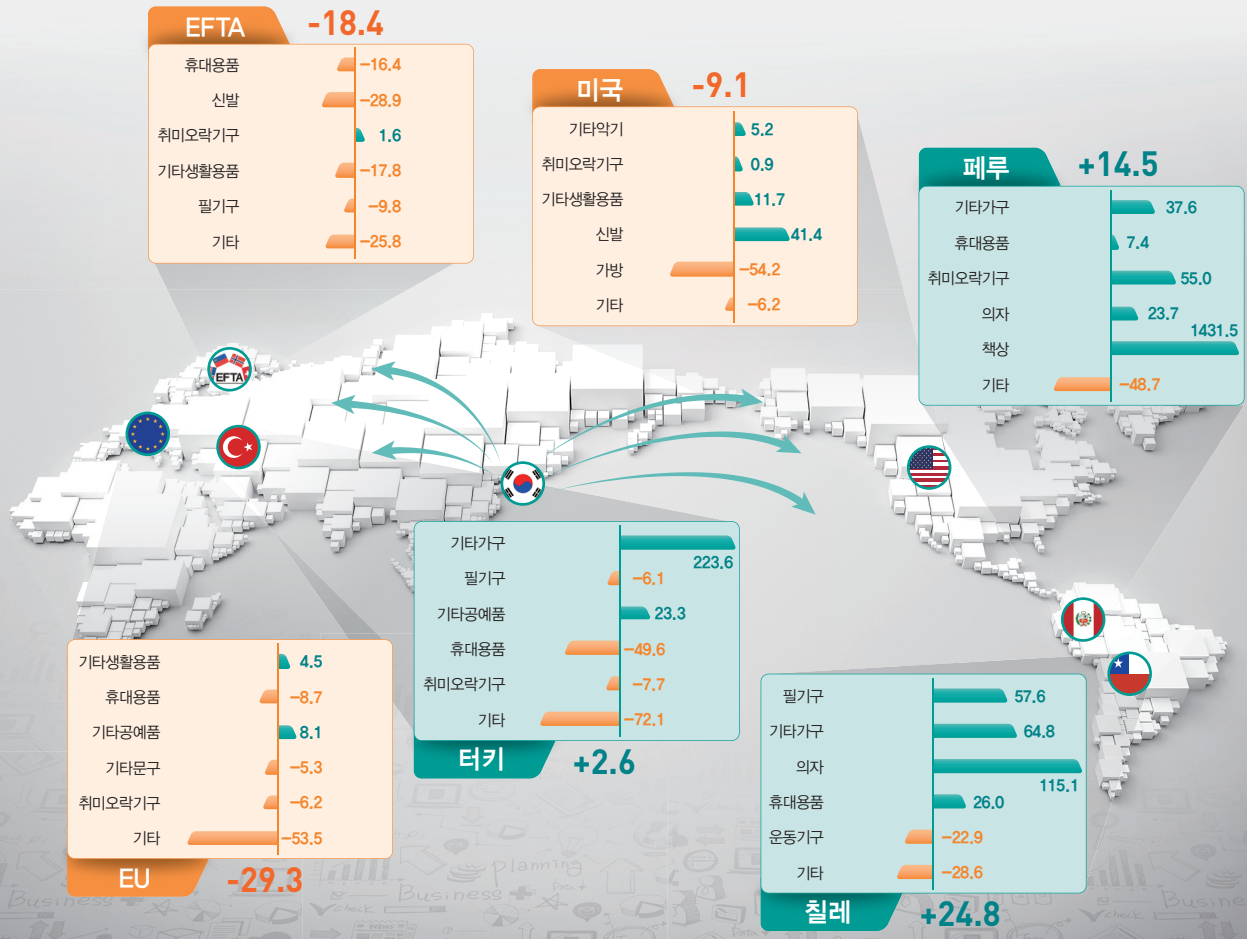 EFTA -18.4
휴대용품 -16.4
신발 -28.9
취미오락기구 1.6
기타생활용품 -17.8
필기구 -9.8
기타 -25.8
미국 -9.1
기타악기 5.2
취미오락기구 0.9
기타생활용품 11.7
신발 41.4
가방 -54.2
기타 -6.2
페루 +14.5
기타가구 37.6
휴대용품 7.4
취미오락기구 55.0
의자 23.7
책상 1431.5
기타 -48.7
EFTA
기타가구 223.6
필기구 -6.1
기타공예품 23.3
휴대용품 -49.6
취미오락기구 -7.7
기타 -72.1
터키 +2.6
기타생활용품 4.5
휴대용품 -8.7
기타공예품 8.1
기타문구 -5.3
취미오락기구 -6.2
기타 -53.5
EU -29.3
필기구 57.6
기타가구 64.8
의자 115.1
휴대용품 26.0
운동기구 -22.9
기타 -28.6
칠레 +24.8
planning
Business
check
Business